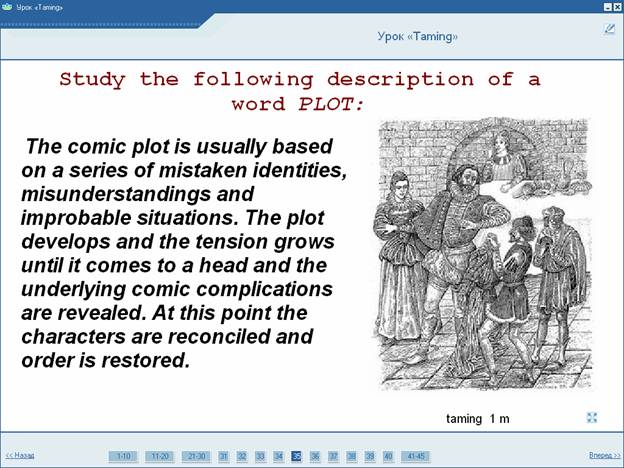 Урок «Taming»
Урок «Taming»
Study the following description of a
word PLOT:
The comic plot is usually based
on a series of mistaken identities,
misunderstandings and
improbable situations. The plot
develops and the tension grows
until it comes to a head and the
underlying comic complications
are revealed. At this point the
characters are reconciled and
order is restored.
taming 1 m
<< Назад 1-10 11-20 21-30 31 32 33 34 35 36 37 38 39 40 41-45 Вперед >>